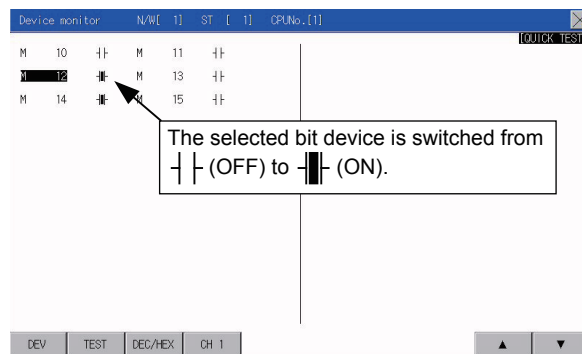 Device monitor N/W[ 1] ST [ 1] CPUNo.[1]
[QUICK TEST
M 10 ┤├ M 11 ┤├
M 12 M 13 ┤├
M 14 M 15 ┤├
The selected bit device is switched from
┤├ (OFF) to ┤█├ (ON).
DEV TEST DEC/HEX CH 1 ▲ ▼